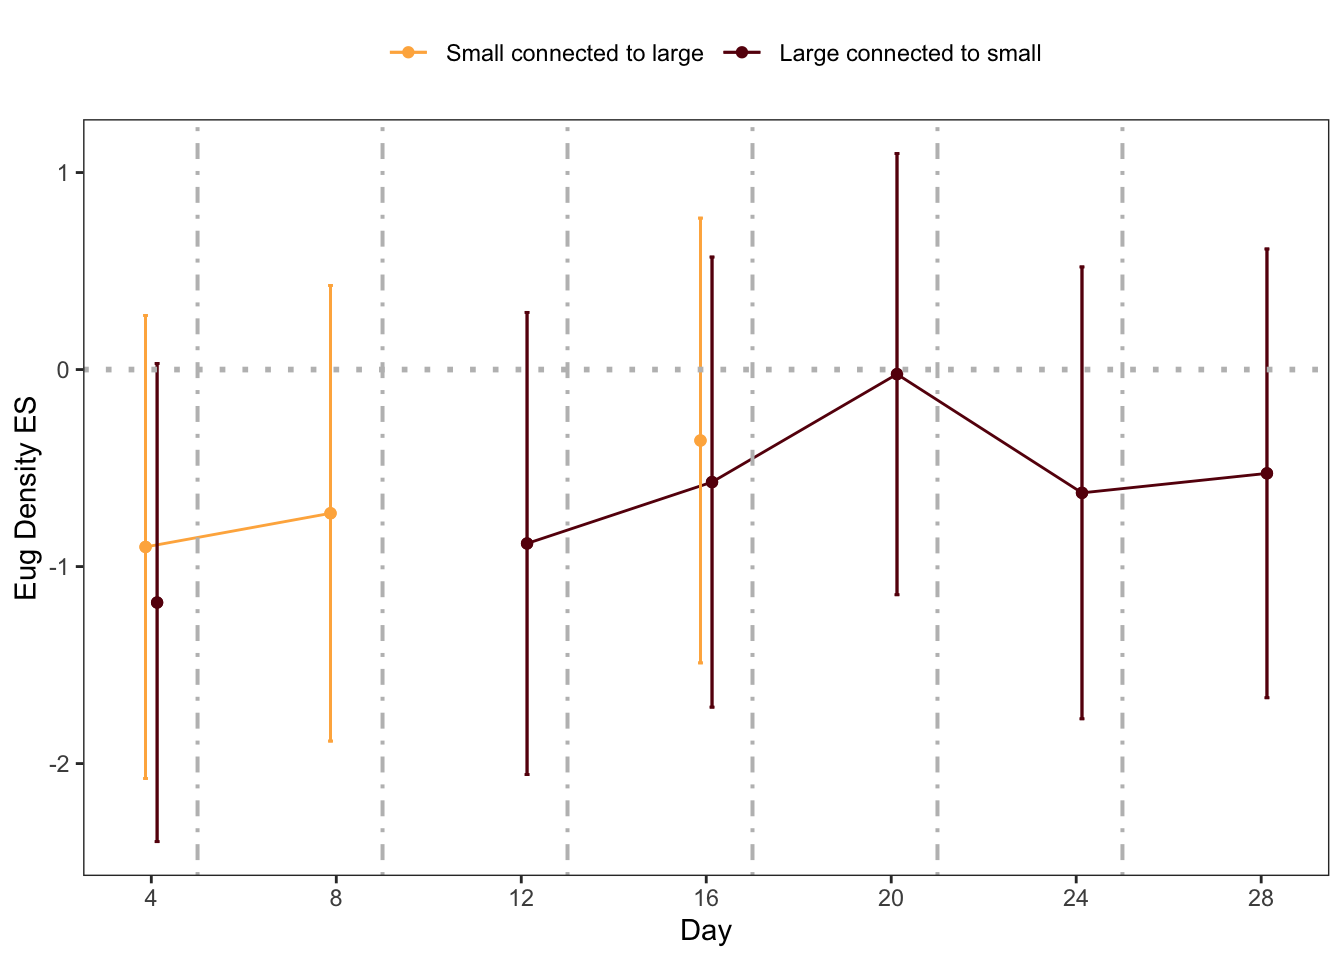 Small connected to large Large connected to small
1
0
-1
-2
Eug Density ES
4 8 12 16 20 24 28
Day